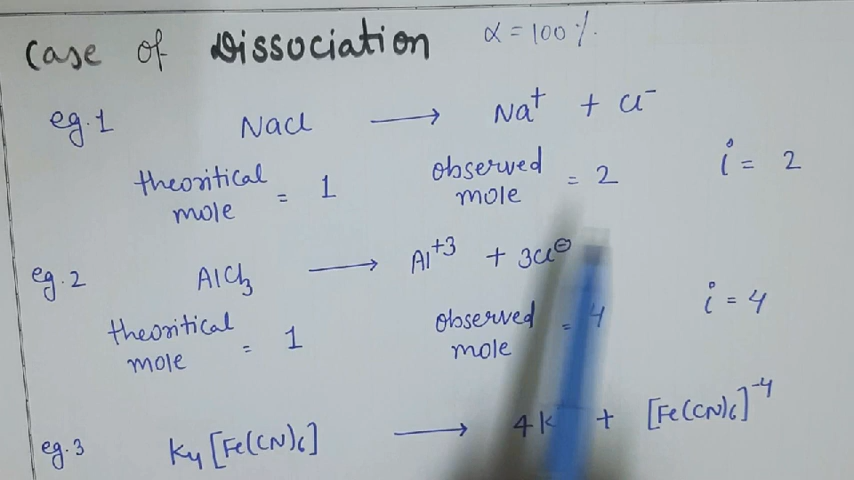 Case of Dissociation α = 100%.
eg.1 NaCl → Na⁺ + Cl⁻
theoritical mole = 1 observed mole = 2 i = 2
eg.2 AlCl₃ → Al⁺³ + 3Cl⊖
theoritical mole = 1 observed mole = 4 i = 4
eg.3 K₄[Fe(CN)₆] → 4K + [Fe(CN)₆]⁻⁴